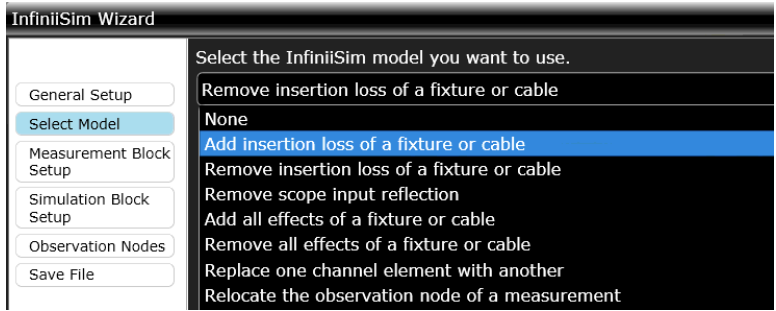 InfiniiSim Wizard
General Setup
Select Model
Measurement Block
Setup
Simulation Block
Setup
Observation Nodes
Save File
Select the InfiniiSim model you want to use.
Remove insertion loss of a fixture or cable
None
Add insertion loss of a fixture or cable
Remove insertion loss of a fixture or cable
Remove scope input reflection
Add all effects of a fixture or cable
Remove all effects of a fixture or cable
Replace one channel element with another
Relocate the observation node of a measurement